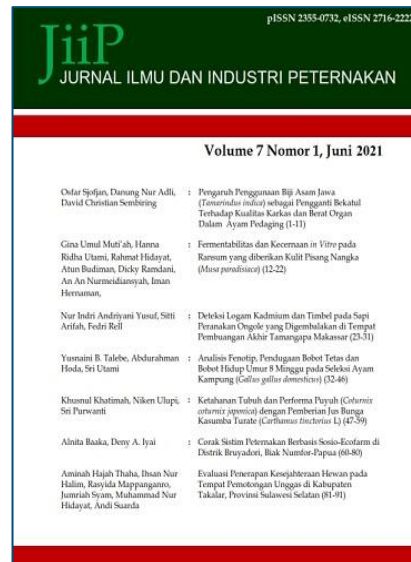 pISSN 2355-0732, eISSN 2716-2222
JiiP
JURNAL ILMU DAN INDUSTRI PETERNAKAN
Volume 7 Nomor 1, Juni 2021
Osfar Sjofjan, Danung Nur Adli,
David Christian Sembiring
: Pengaruh Penggunaan Biji Asam Jawa
(Tamarindus indica) sebagai Pengganti Bekatul
Terhadap Kualitas Karkas dan Berat Organ
Dalam Ayam Pedaging (1-11)
Gina Umul Muti'ah, Hanna
Ridha Utami, Rahmat Hidayat,
Atun Budiman, Dicky Ramdani,
An An Nurmeidiansyah, Iman
Hernaman,
: Fermentabilitas dan Kecernaan in Vitro pada
Ransum yang diberikan Kulit Pisang Nangka
(Musa paradisiaca) (12-22)
Nur Indri Andriyani Yusuf, Sitti
Arifah, Fedri Rell
: Deteksi Logam Kadmium dan Timbel pada Sapi
Peranakan Ongole yang Digembalakan di Tempat
Pembuangan Akhir Tamangapa Makassar (23-31)
Yusnaini B. Talebe, Abdurahman
Hoda, Sri Utami
: Analisis Fenotip, Pendugaan Bobot Tetas dan
Bobot Hidup Umur 8 Minggu pada Seleksi Ayam
Kampung (Gallus gallus domesticus) (32-46)
Khusnul Khatimah, Niken Ulupi,
Sri Purwanti
: Ketahanan Tubuh dan Performa Puyuh (Coturnix
coturnix japonica) dengan Pemberian Jus Bunga
Kasumba Turate (Carthamus tinctorius L) (47-59)
Alnita Baaka, Deny A. Iyai
: Corak Sistim Peternakan Berbasis Sosio-Ecofarm di
Distrik Bruyadori, Biak Numfor-Papua (60-80)
Aminah Hajah Thaha, Ihsan Nur
Halim, Rasyida Mappanganro,
Jumriah Syam, Muhammad Nur
Hidayat, Andi Suarda
Evaluasi Penerapan Kesejahteraan Hewan pada
Tempat Pemotongan Unggas di Kabupaten
Takalar, Provinsi Sulawesi Selatan (81-91)